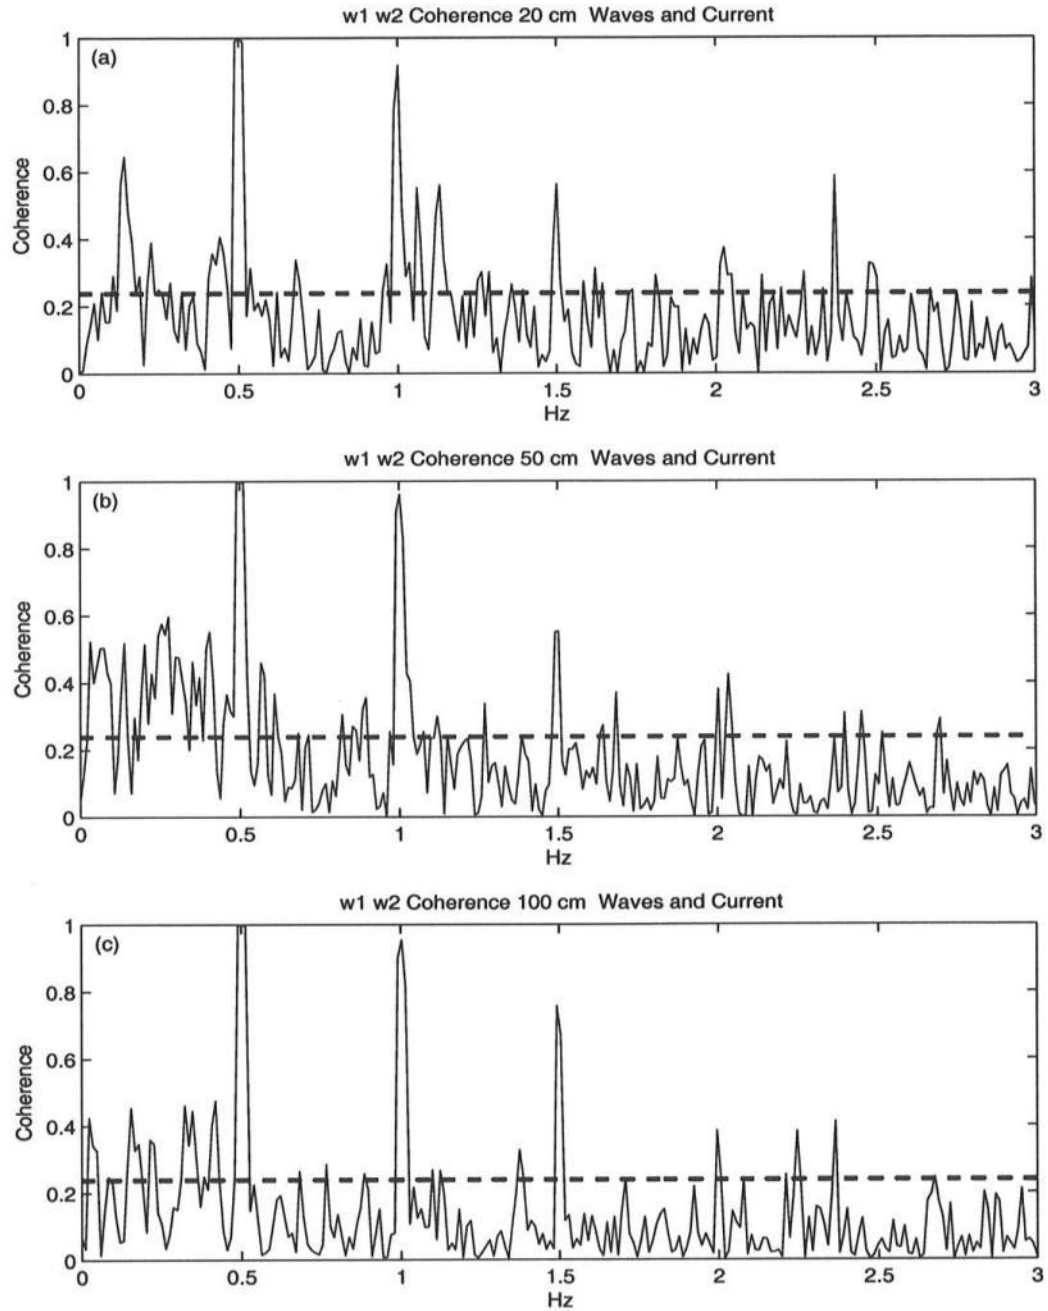 w1 w2 Coherence 20 cm  Waves and Current
(a)
1
0.8
0.6
0.4
0.2
0
Coherence
0 0.5 1 1.5 2 2.5 3
Hz
w1 w2 Coherence 50 cm  Waves and Current
(b)
1
0.8
0.6
0.4
0.2
0
Coherence
0 0.5 1 1.5 2 2.5 3
Hz
w1 w2 Coherence 100 cm  Waves and Current
(c)
1
0.8
0.6
0.4
0.2
0
Coherence
0 0.5 1 1.5 2 2.5 3
Hz